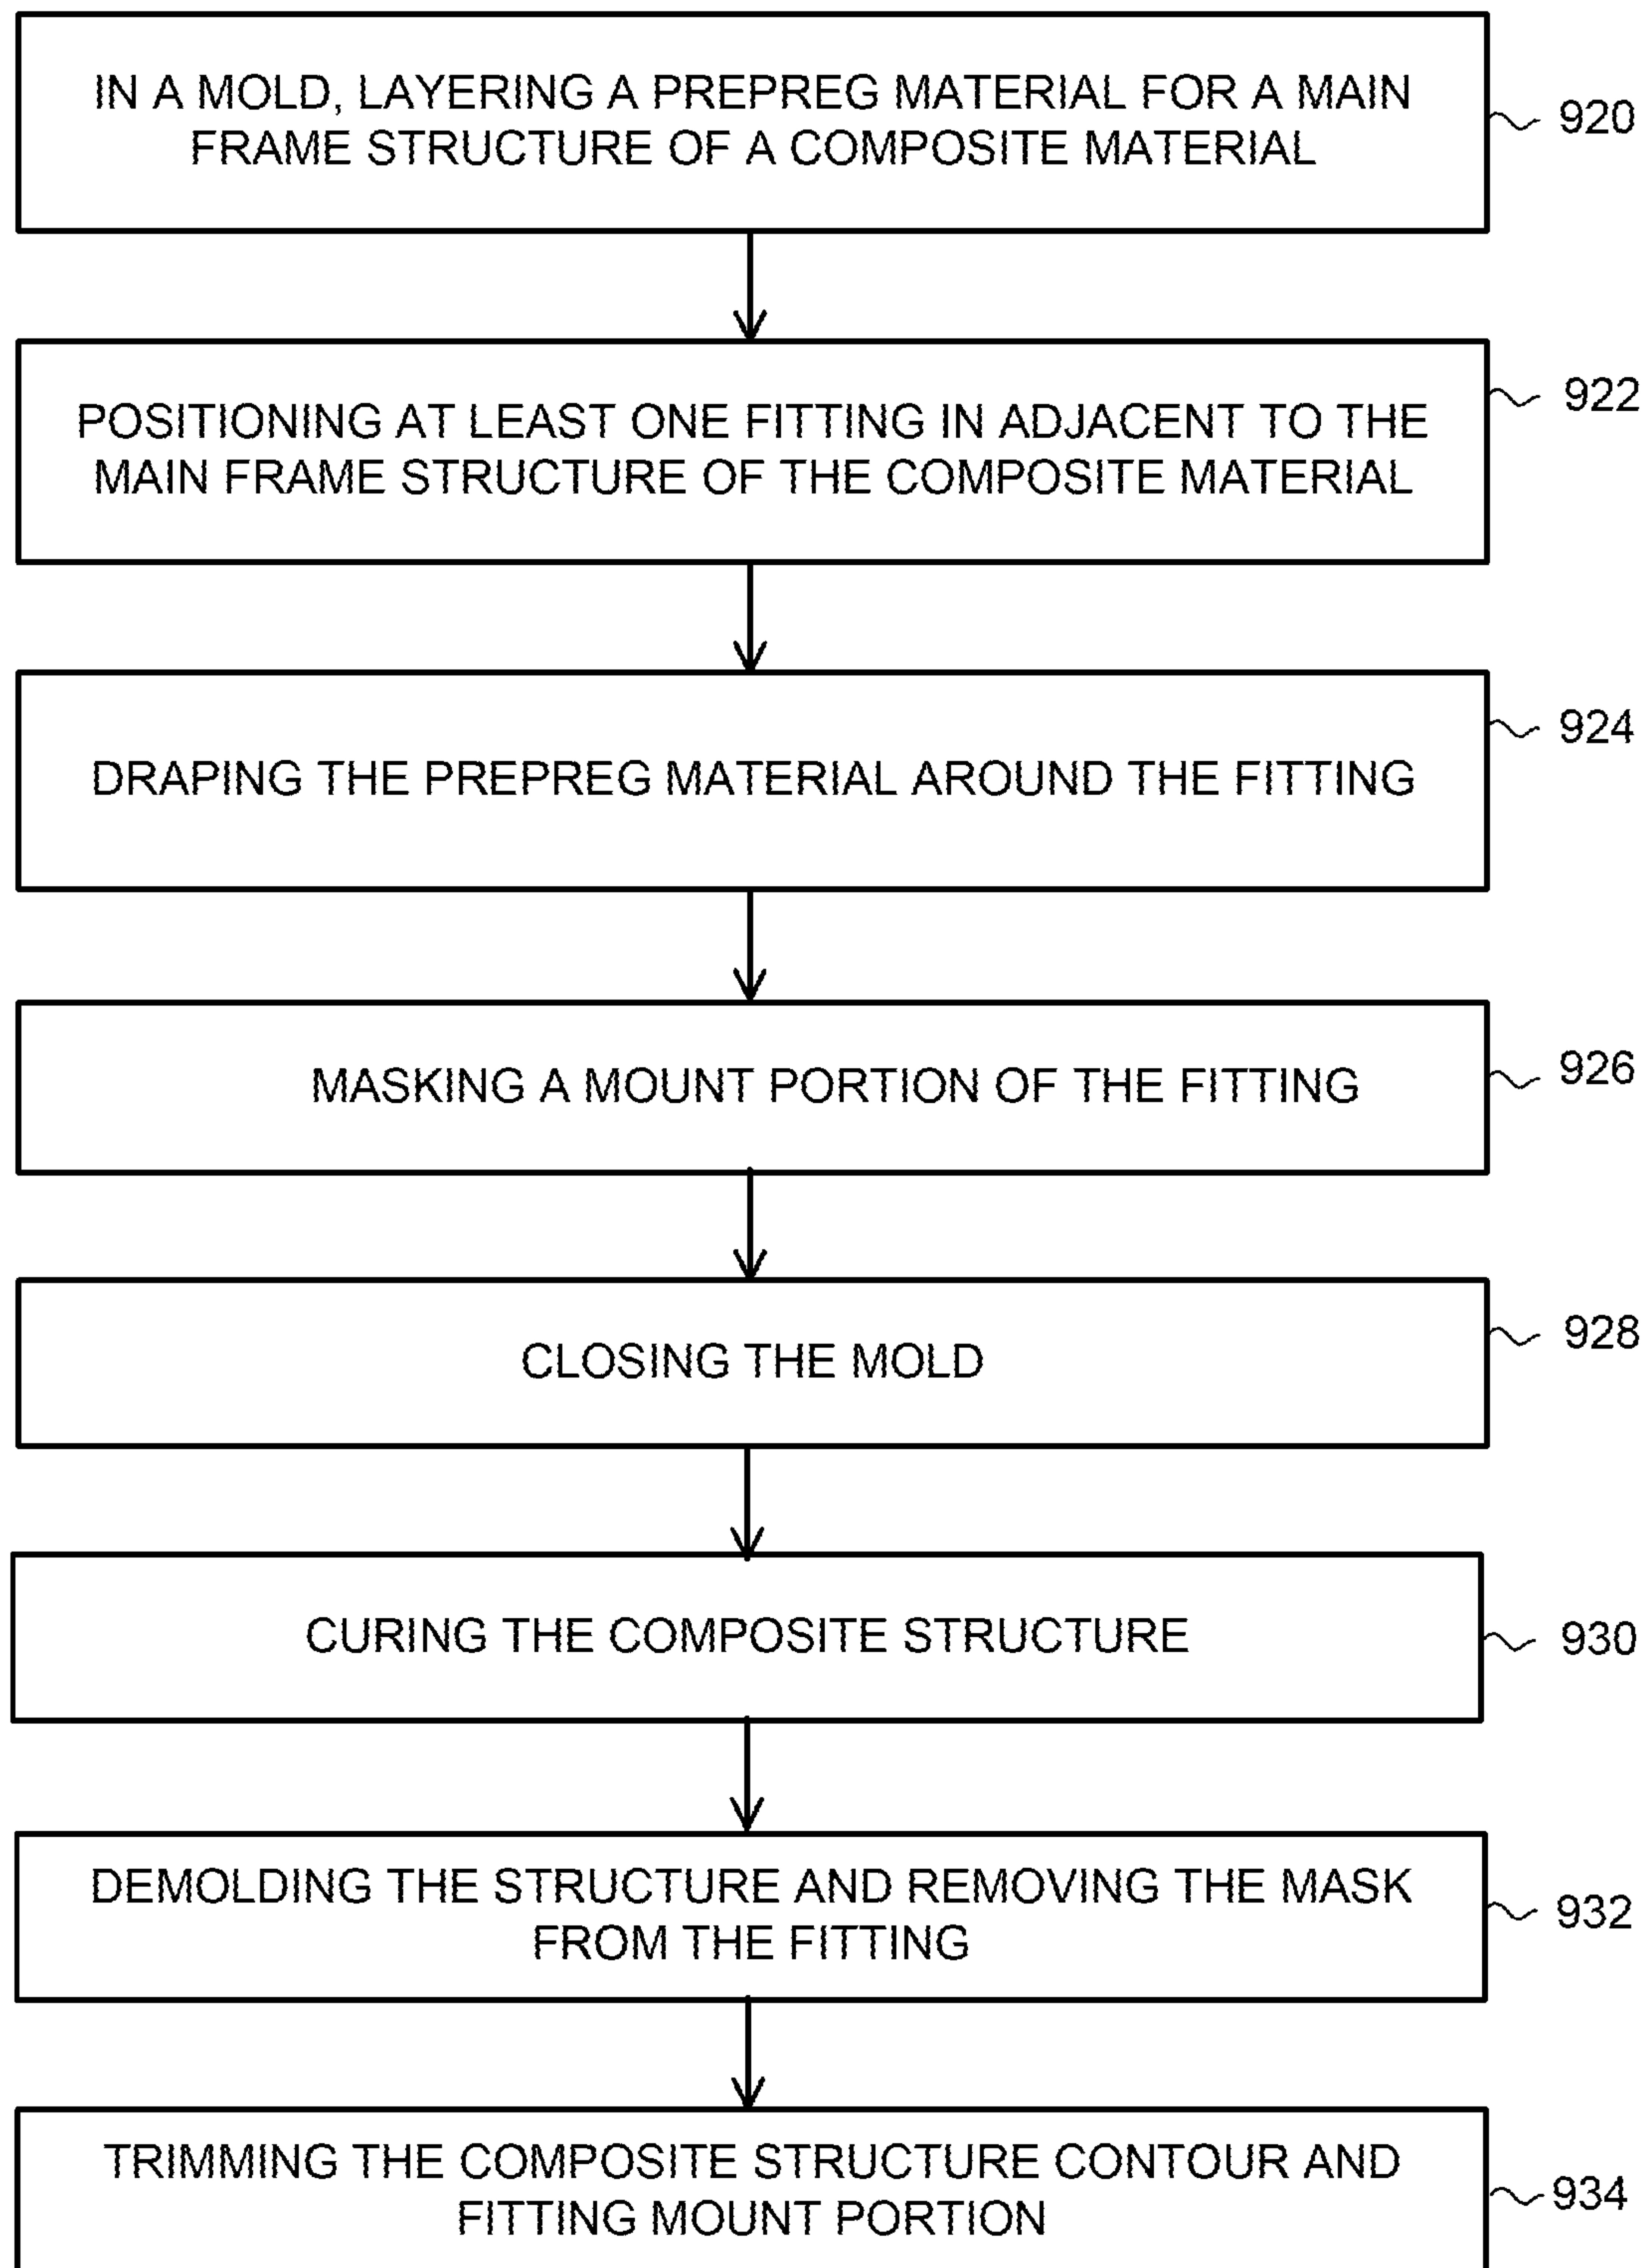 IN A MOLD, LAYERING A PREPREG MATERIAL FOR A MAIN
FRAME STRUCTURE OF A COMPOSITE MATERIAL
920
POSITIONING AT LEAST ONE FITTING IN ADJACENT TO THE
MAIN FRAME STRUCTURE OF THE COMPOSITE MATERIAL
922
DRAPING THE PREPREG MATERIAL AROUND THE FITTING
924
MASKING A MOUNT PORTION OF THE FITTING
926
CLOSING THE MOLD
928
CURING THE COMPOSITE STRUCTURE
930
DEMOLDING THE STRUCTURE AND REMOVING THE MASK
FROM THE FITTING
932
TRIMMING THE COMPOSITE STRUCTURE CONTOUR AND
FITTING MOUNT PORTION
934